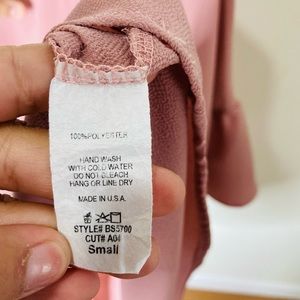 100%POLYESTER
HAND WASH
WITH COLD WATER
DO NOT BLEACH
HANG OR LINE DRY
MADE IN U.S.A.
STYLE# BS5700
CUT# A04
Small